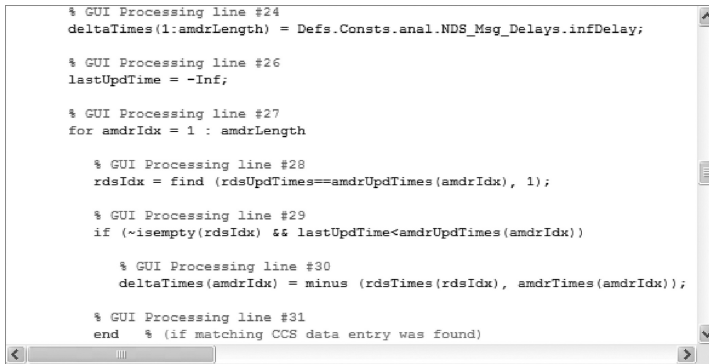 % GUI Processing line #24
deltaTimes(1:amdrLength) = Defs.Consts.anal.NDS_Msg_Delays.infDelay;
% GUI Processing line #26
lastUpdTime = -Inf;
% GUI Processing line #27
for amdrIdx = 1 : amdrLength
% GUI Processing line #28
rdsIdx = find (rdsUpdTimes==amdrUpdTimes(amdrIdx), 1);
% GUI Processing line #29
if (~isempty(rdsIdx) && lastUpdTime<amdrUpdTimes(amdrIdx))
% GUI Processing line #30
deltaTimes(amdrIdx) = minus (rdsTimes(rdsIdx), amdrTimes(amdrIdx));
% GUI Processing line #31
end % (if matching CCS data entry was found)